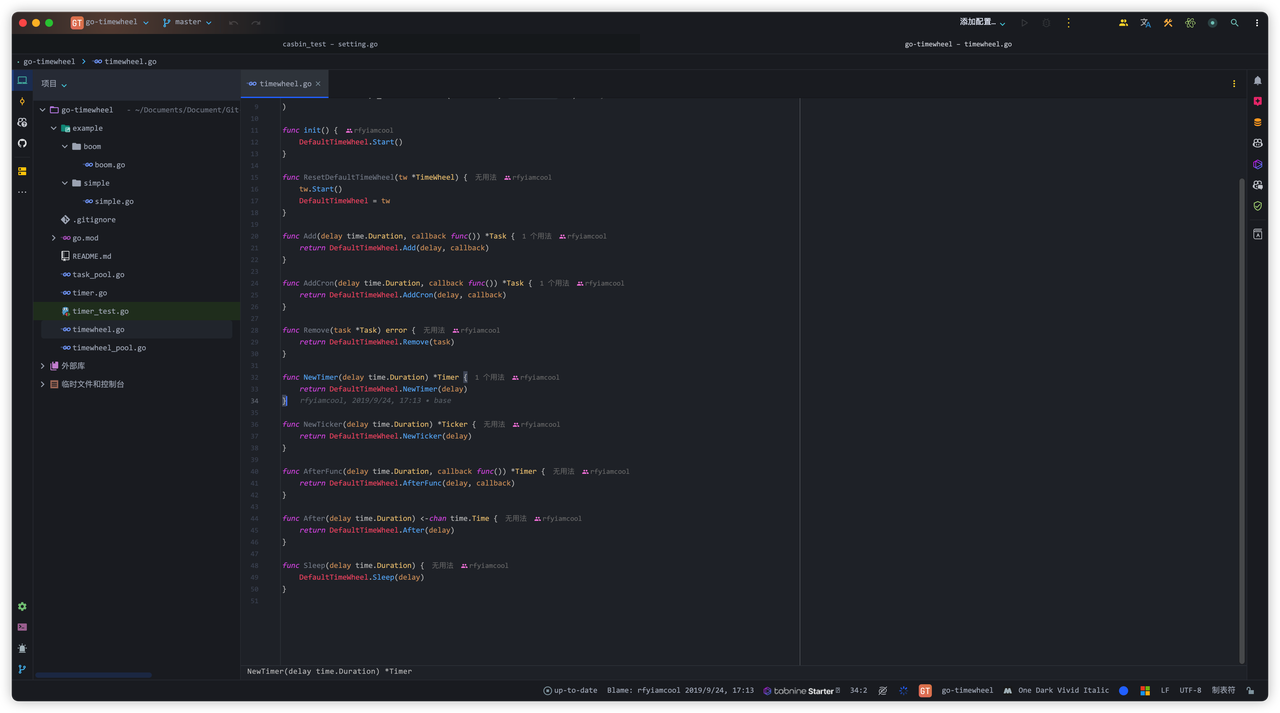 GT go-timewheel master 添加配置...
casbin_test – setting.go go-timewheel – timewheel.go
go-timewheel timewheel.go
项目 timewheel.go
go-timewheel - ~/Documents/Document/Git
example
boom
boom.go
simple
simple.go
.gitignore
go.mod
README.md
task_pool.go
timer.go
timer_test.go
timewheel.go
timewheel_pool.go
外部库
临时文件和控制台
9 )
10
11 func init() { rfyiamcool
12 DefaultTimeWheel.Start()
13 }
14
15 func ResetDefaultTimeWheel(tw *TimeWheel) { 无用法 rfyiamcool
16 tw.Start()
17 DefaultTimeWheel = tw
18 }
19
20 func Add(delay time.Duration, callback func()) *Task { 1 个用法 rfyiamcool
21 return DefaultTimeWheel.Add(delay, callback)
22 }
23
24 func AddCron(delay time.Duration, callback func()) *Task { 1 个用法 rfyiamcool
25 return DefaultTimeWheel.AddCron(delay, callback)
26 }
27
28 func Remove(task *Task) error { 无用法 rfyiamcool
29 return DefaultTimeWheel.Remove(task)
30 }
31
32 func NewTimer(delay time.Duration) *Timer { 1 个用法 rfyiamcool
33 return DefaultTimeWheel.NewTimer(delay)
34 } rfyiamcool, 2019/9/24, 17:13 • base
35
36 func NewTicker(delay time.Duration) *Ticker { 无用法 rfyiamcool
37 return DefaultTimeWheel.NewTicker(delay)
38 }
39
40 func AfterFunc(delay time.Duration, callback func()) *Timer { 无用法 rfyiamcool
41 return DefaultTimeWheel.AfterFunc(delay, callback)
42 }
43
44 func After(delay time.Duration) <-chan time.Time { 无用法 rfyiamcool
45 return DefaultTimeWheel.After(delay)
46 }
47
48 func Sleep(delay time.Duration) { 无用法 rfyiamcool
49 DefaultTimeWheel.Sleep(delay)
50 }
51
NewTimer(delay time.Duration) *Timer
up-to-date Blame: rfyiamcool 2019/9/24, 17:13 tabnine Starter 34:2 GT go-timewheel One Dark Vivid Italic LF UTF-8 制表符